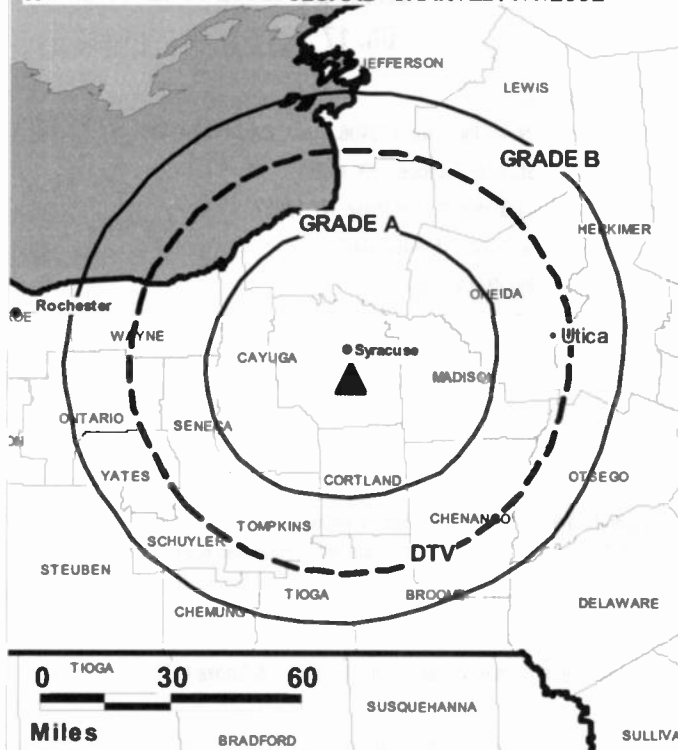 JEFFERSON
LEWIS
GRADE B
GRADE A
HERKIMER
ONEIDA
Rochester
WAYNE
Utica
Syracuse
CAYUGA
MADISON
ONTARIO
SENECA
YATES
CORTLAND
OTSEGO
CHENANGO
TOMPKINS
SCHUYLER
DTV
STEUBEN
TIOGA
BROOME
CHEMUNG
DELAWARE
TIOGA
0 30 60
Miles
SUSQUEHANNA
BRADFORD
SULLIVA